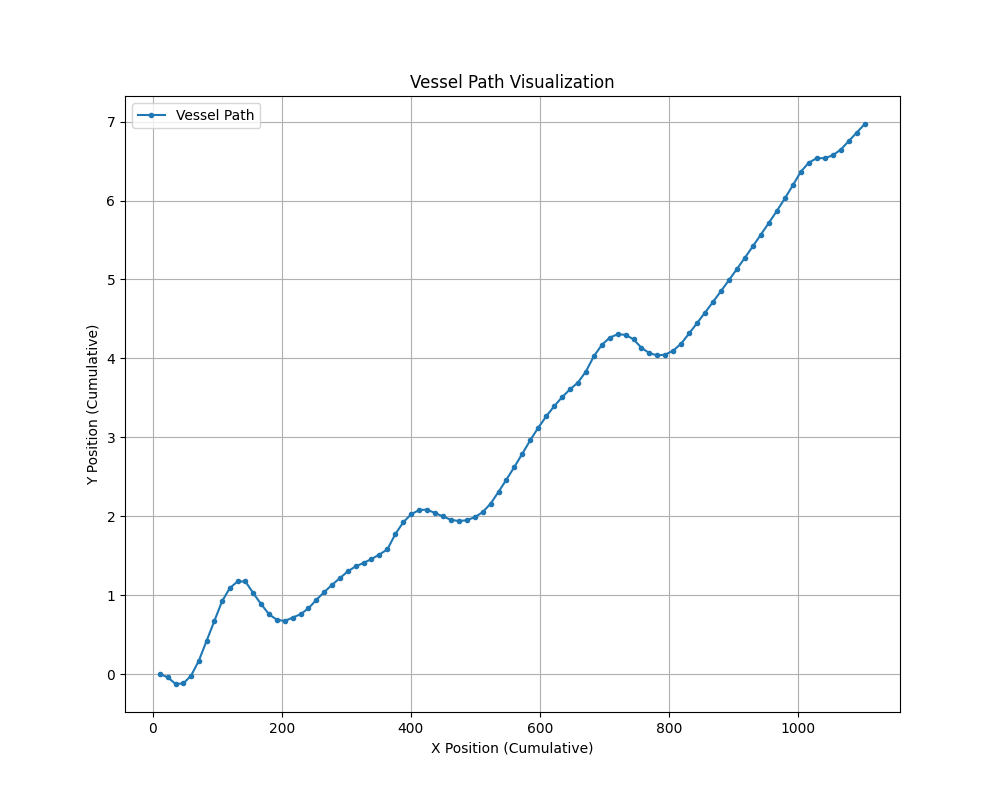 Vessel Path Visualization
Vessel Path
7
6
5
4
3
2
1
0
Y Position (Cumulative)
0 200 400 600 800 1000
X Position (Cumulative)